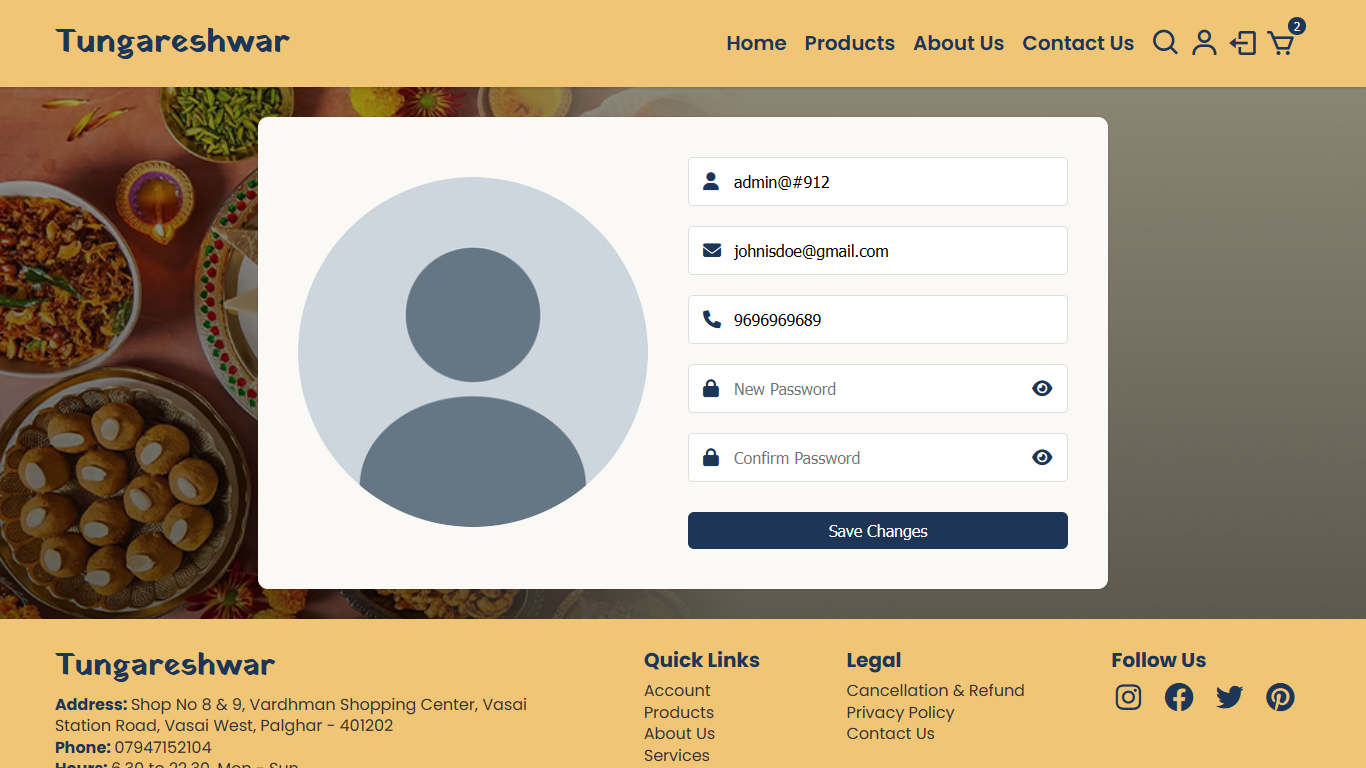 Tungareshwar
Home Products About Us Contact Us 2
admin@#912
johnisdoe@gmail.com
9696969689
New Password
Confirm Password
Save Changes
Tungareshwar
Address: Shop No 8 & 9, Vardhman Shopping Center, Vasai
Station Road, Vasai West, Palghar - 401202
Phone: 07947152104
Hours: 6.30 to 22.30, Mon - Sun
Quick Links
Account
Products
About Us
Services
Legal
Cancellation & Refund
Privacy Policy
Contact Us
Follow Us